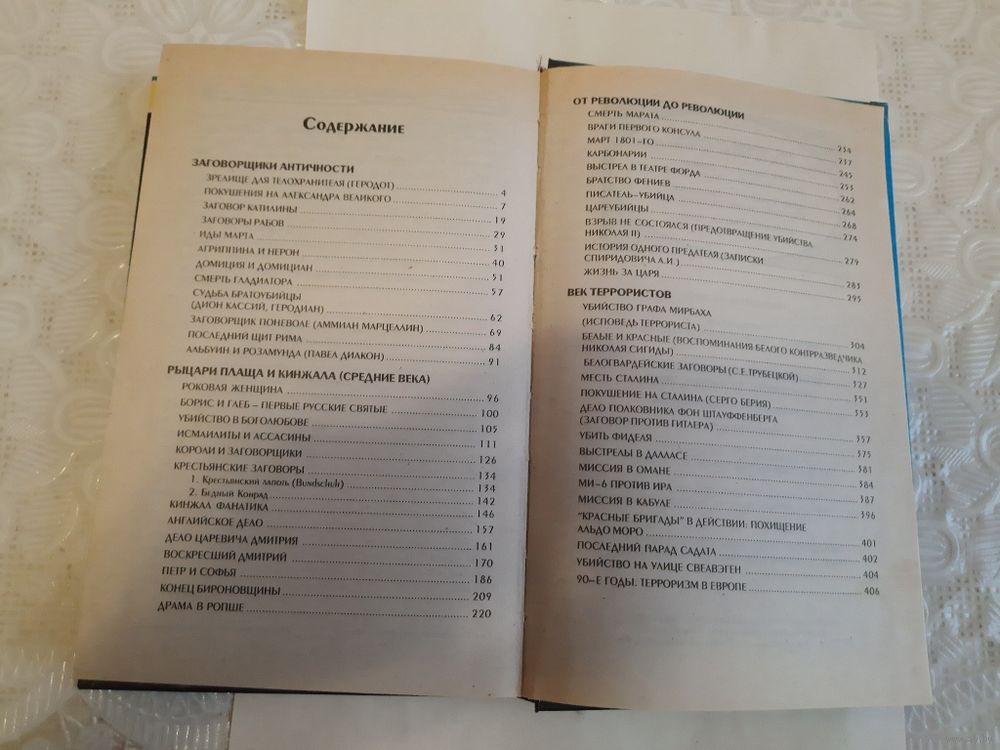 Содержание
ЗАГОВОРЩИКИ АНТИЧНОСТИ
ЗРЕЛИЩЕ ДЛЯ ТЕЛОХРАНИТЕЛЯ (ГЕРОДОТ) 4
ПОКУШЕНИЯ НА АЛЕКСАНДРА ВЕЛИКОГО 7
ЗАГОВОР КАТИЛИНЫ 19
ЗАГОВОРЫ РАБОВ 29
ИДЫ МАРТА 31
АГРИППИНА И НЕРОН 40
ДОМИЦИЯ И ДОМИЦИАН 51
СМЕРТЬ ГЛАДИАТОРА 57
СУДЬБА БРАТОУБИЙЦЫ
(ДИОН КАССИЙ, ГЕРОДИАН) 62
ЗАГОВОРЩИК ПОНЕВОЛЕ (АММИАН МАРЦЕЛЛИН) 69
ПОСЛЕДНИЙ ЩИТ РИМА 84
АЛЬБУИН И РОЗАМУНДА (ПАВЕЛ ДИАКОН) 91
РЫЦАРИ ПЛАЩА И КИНЖАЛА (СРЕДНИЕ ВЕКА)
РОКОВАЯ ЖЕНЩИНА 96
БОРИС И ГЛЕБ – ПЕРВЫЕ РУССКИЕ СВЯТЫЕ 100
УБИЙСТВО В БОГОЛЮБОВЕ 105
ИСМАИЛИТЫ И АССАСИНЫ 111
КОРОЛИ И ЗАГОВОРЩИКИ 126
КРЕСТЬЯНСКИЕ ЗАГОВОРЫ 134
1. Крестьянский лапоть (Bundschuh) 134
2. Бедный Конрад 142
КИНЖАЛ ФАНАТИКА 146
АНГЛИЙСКОЕ ДЕЛО 157
ДЕЛО ЦАРЕВИЧА ДМИТРИЯ 161
ВОСКРЕСШИЙ ДМИТРИЙ 170
ПЕТР И СОФЬЯ 186
КОНЕЦ БИРОНОВЩИНЫ 209
ДРАМА В РОПШЕ 220
ОТ РЕВОЛЮЦИИ ДО РЕВОЛЮЦИИ
СМЕРТЬ МАРАТА 234
ВРАГИ ПЕРВОГО КОНСУЛА 237
МАРТ 1801–ГО 245
КАРБОНАРИИ 253
ВЫСТРЕЛ В ТЕАТРЕ ФОРДА 262
БРАТСТВО ФЕНИЕВ 264
ПИСАТЕЛЬ–УБИЙЦА 268
ЦАРЕУБИЙЦЫ 274
ВЗРЫВ НЕ СОСТОЯЛСЯ (ПРЕДОТВРАЩЕНИЕ УБИЙСТВА
НИКОЛАЯ II) 279
ИСТОРИЯ ОДНОГО ПРЕДАТЕЛЯ (ЗАПИСКИ
СПИРИДОВИЧА А.И.) 283
ЖИЗНЬ ЗА ЦАРЯ 295
ВЕК ТЕРРОРИСТОВ
УБИЙСТВО ГРАФА МИРБАХА
(ИСПОВЕДЬ ТЕРРОРИСТА) 304
БЕЛЫЕ И КРАСНЫЕ (ВОСПОМИНАНИЯ БЕЛОГО КОНТРРАЗВЕДЧИКА
НИКОЛАЯ СИГИДЫ) 312
БЕЛОГВАРДЕЙСКИЕ ЗАГОВОРЫ (С.Е.ТРУБЕЦКОЙ) 327
МЕСТЬ СТАЛИНА 351
ПОКУШЕНИЕ НА СТАЛИНА (СЕРГО БЕРИЯ) 353
ДЕЛО ПОЛКОВНИКА ФОН ШТАУФФЕНБЕРГА
(ЗАГОВОР ПРОТИВ ГИТЛЕРА) 357
УБИТЬ ФИДЕЛЯ 375
ВЫСТРЕЛЫ В ДАЛЛАСЕ 381
МИССИЯ В ОМАНЕ 384
МИ–6 ПРОТИВ ИРА 387
МИССИЯ В КАБУЛЕ 396
"КРАСНЫЕ БРИГАДЫ" В ДЕЙСТВИИ: ПОХИЩЕНИЕ
АЛЬДО МОРО 401
ПОСЛЕДНИЙ ПАРАД САДАТА 402
УБИЙСТВО НА УЛИЦЕ СВЕАВЭГЕН 404
90–Е ГОДЫ. ТЕРРОРИЗМ В ЕВРОПЕ 406